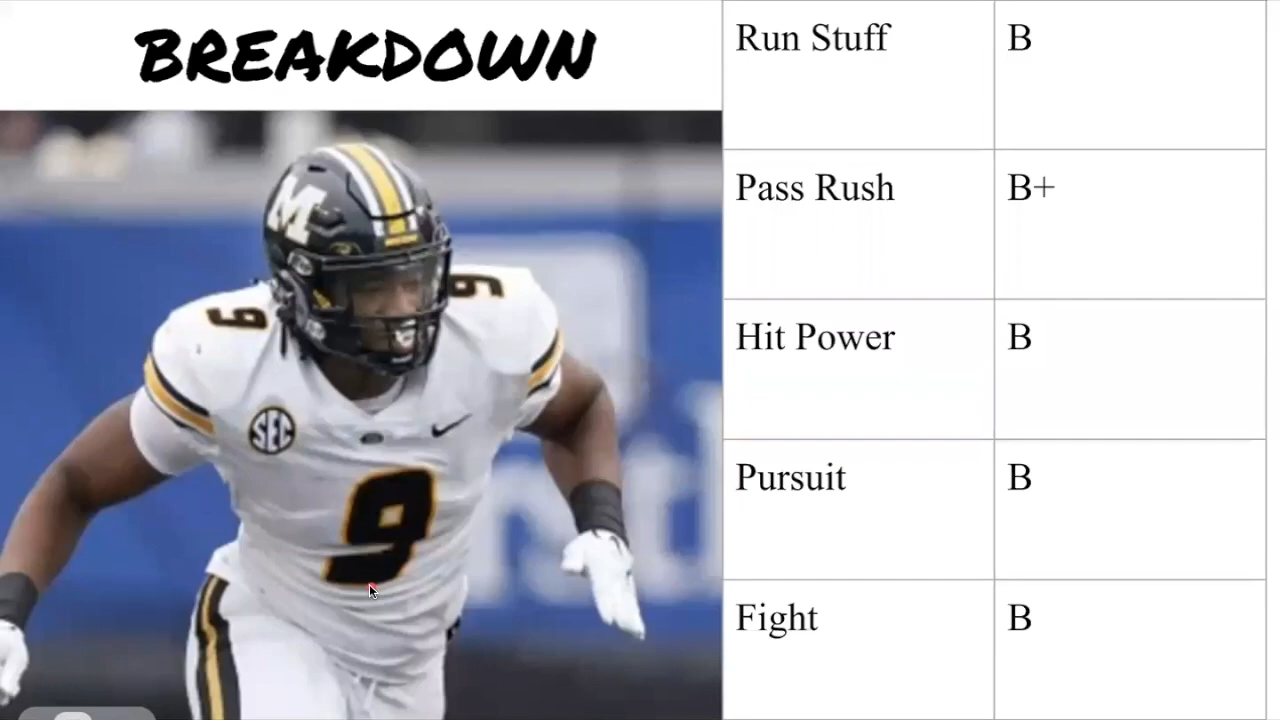 BREAKDOWN
Run Stuff B
Pass Rush B+
Hit Power B
Pursuit B
Fight B
M
9 9
SEC
9